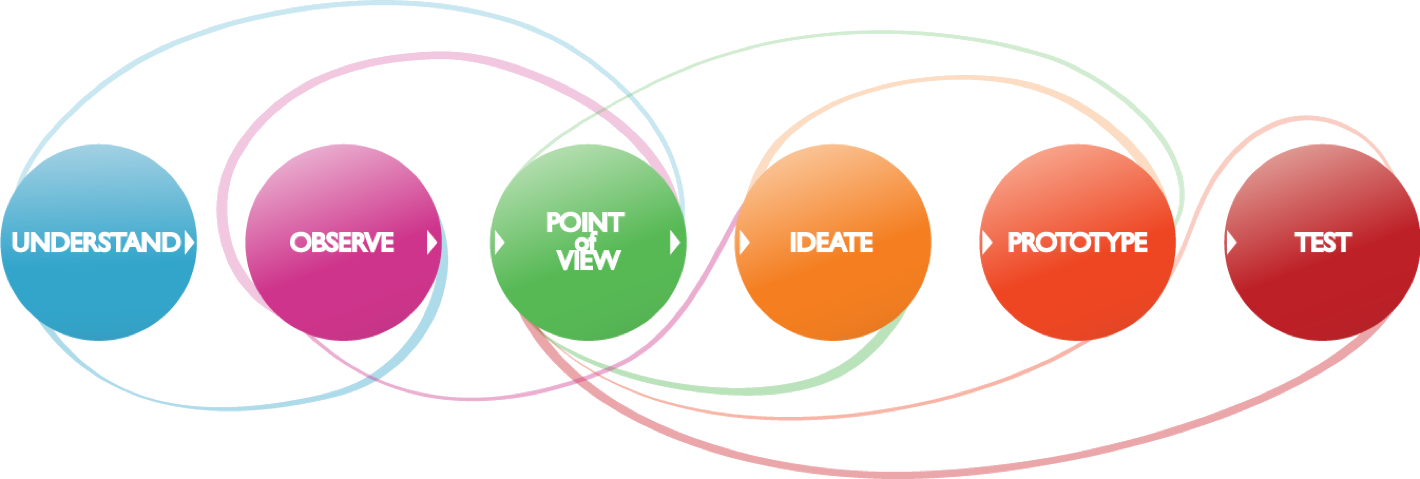 UNDERSTAND
OBSERVE
POINT
of
VIEW
IDEATE
PROTOTYPE
TEST